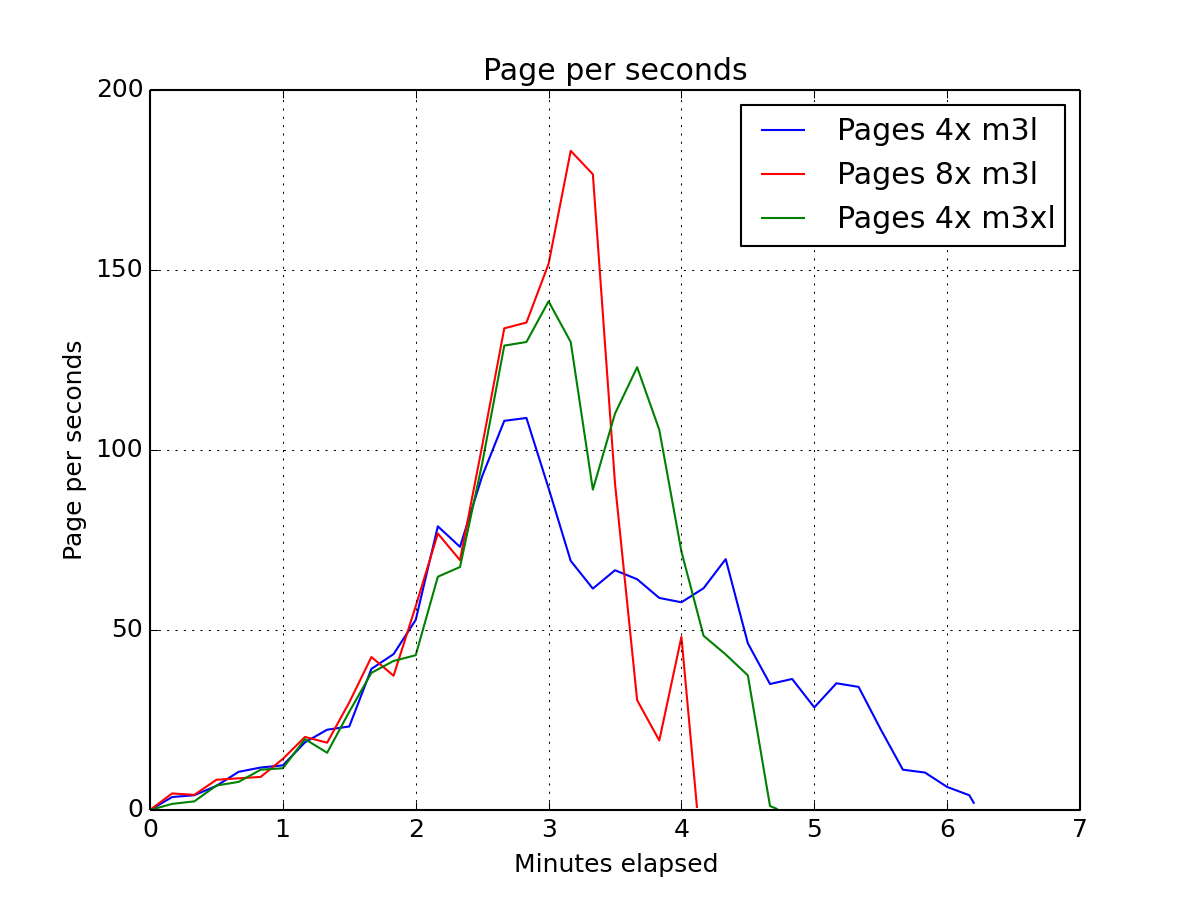 Page per seconds
200
150
100
50
0
Page per seconds
Pages 4x m3l
Pages 8x m3l
Pages 4x m3xl
0 1 2 3 4 5 6 7
Minutes elapsed